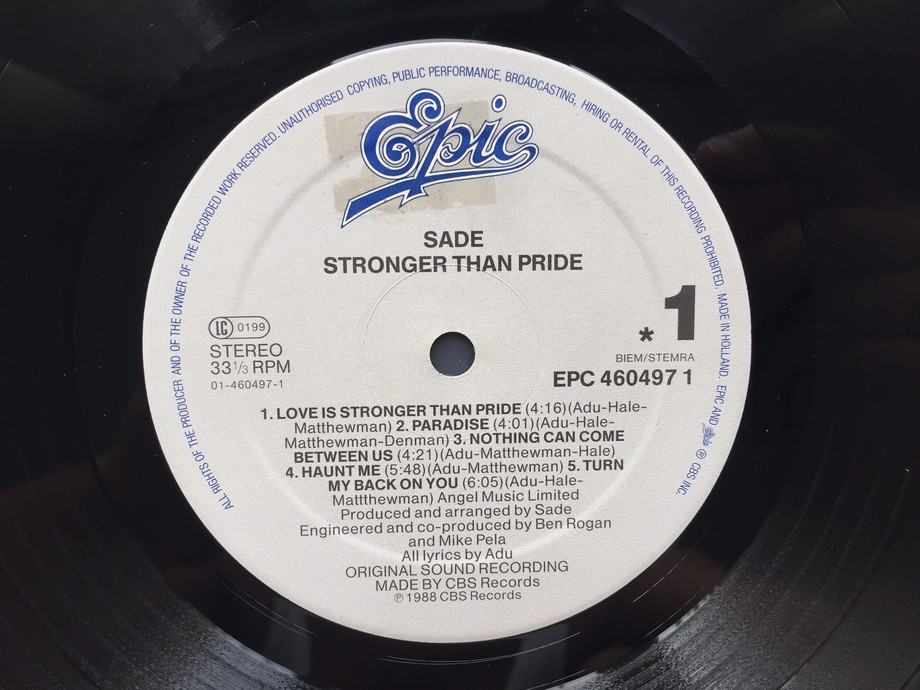 ALL RIGHTS OF THE PRODUCER AND OF THE OWNER OF THE RECORDED WORK RESERVED. UNAUTHORISED COPYING, PUBLIC PERFORMANCE, BROADCASTING, HIRING OR RENTAL OF THIS RECORDING PROHIBITED. MADE IN HOLLAND. EPIC AND Epic ℗ CBS INC.
Epic
SADE
STRONGER THAN PRIDE
LC 0199
STEREO
33 1/3 RPM
01-460497-1
* 1
BIEM/STEMRA
EPC 460497 1
1. LOVE IS STRONGER THAN PRIDE (4:16)(Adu-Hale-
Matthewman) 2. PARADISE (4:01)(Adu-Hale-
Matthewman-Denman) 3. NOTHING CAN COME
BETWEEN US (4:21)(Adu-Matthewman-Hale)
4. HAUNT ME (5:48)(Adu-Matthewman) 5. TURN
MY BACK ON YOU (6:05)(Adu-Hale-
Mattthewman) Angel Music Limited
Produced and arranged by Sade
Engineered and co-produced by Ben Rogan
and Mike Pela
All lyrics by Adu
ORIGINAL SOUND RECORDING
MADE BY CBS Records
℗ 1988 CBS Records